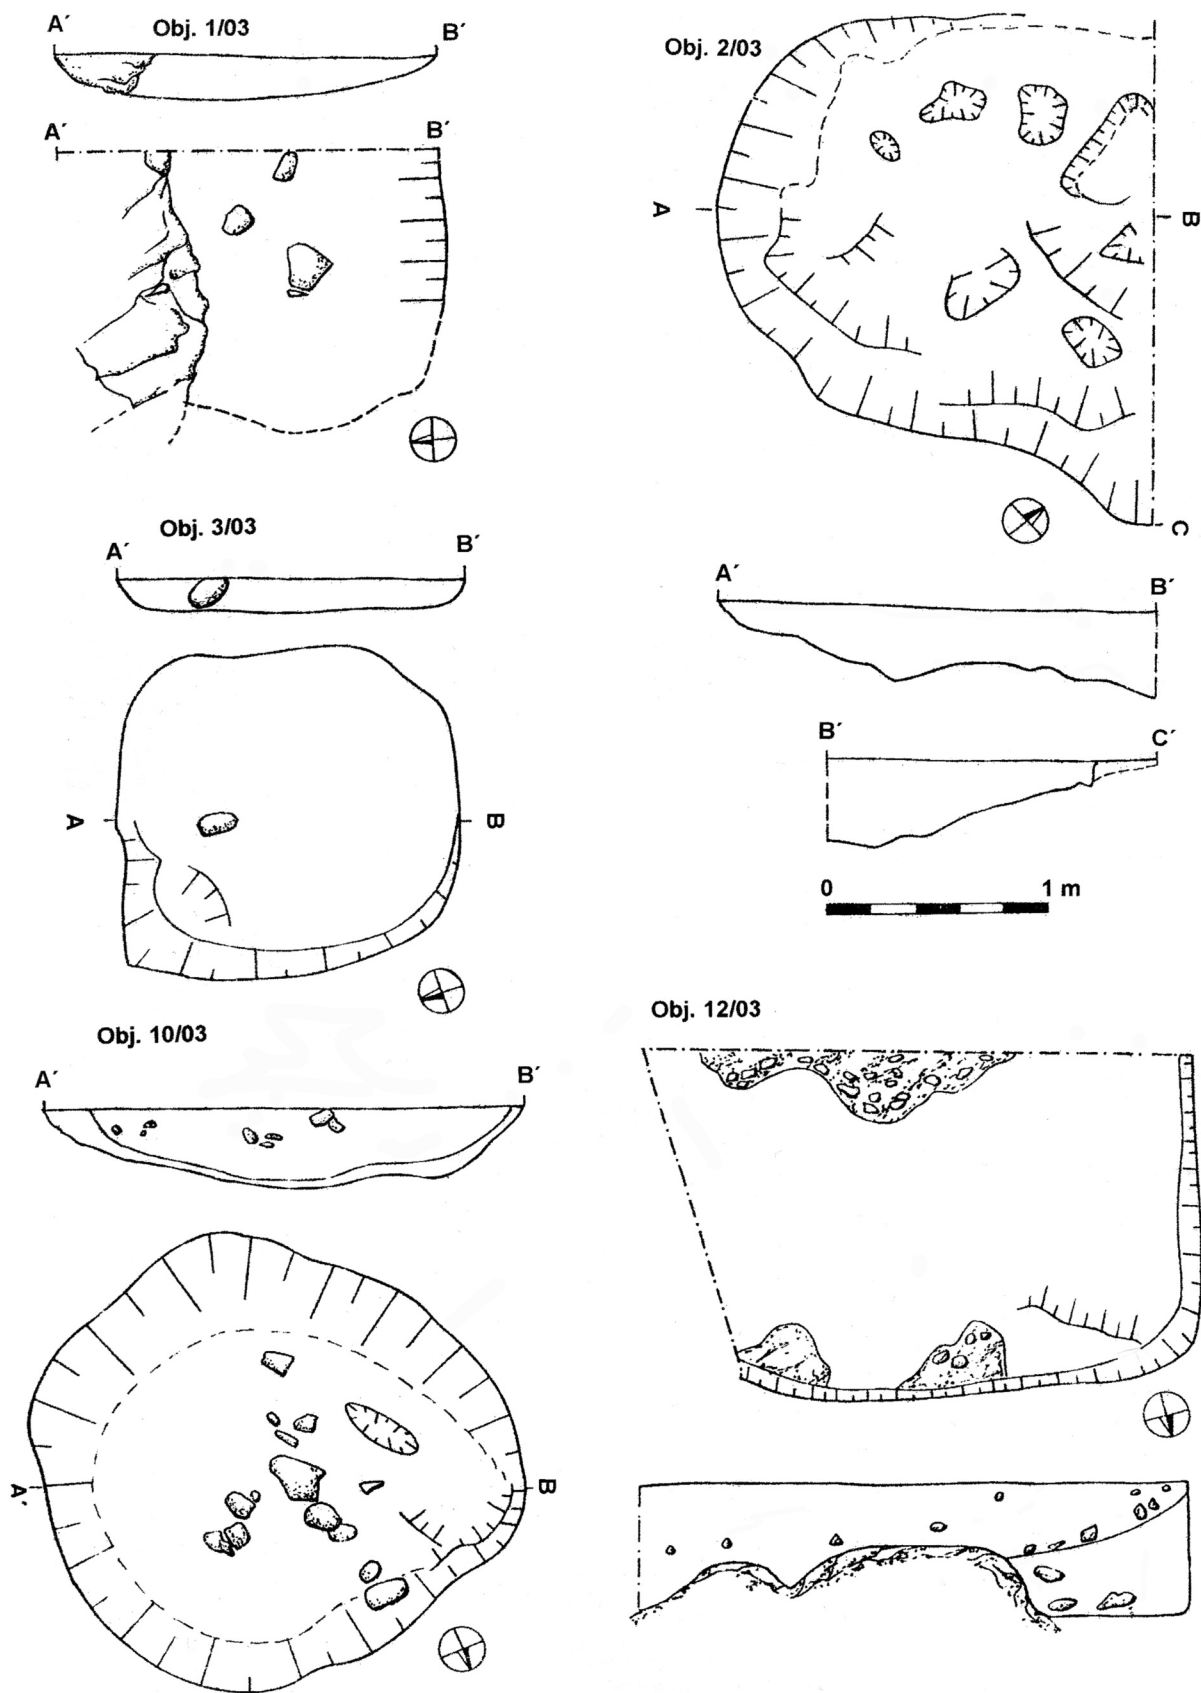 Obj. 1/03
A´ B´
A´ B´
Obj. 2/03
A B
C
A´ B´
B´ C´
0 1 m
Obj. 3/03
A´ B´
A B
Obj. 10/03
A´ B´
A´ B
Obj. 12/03